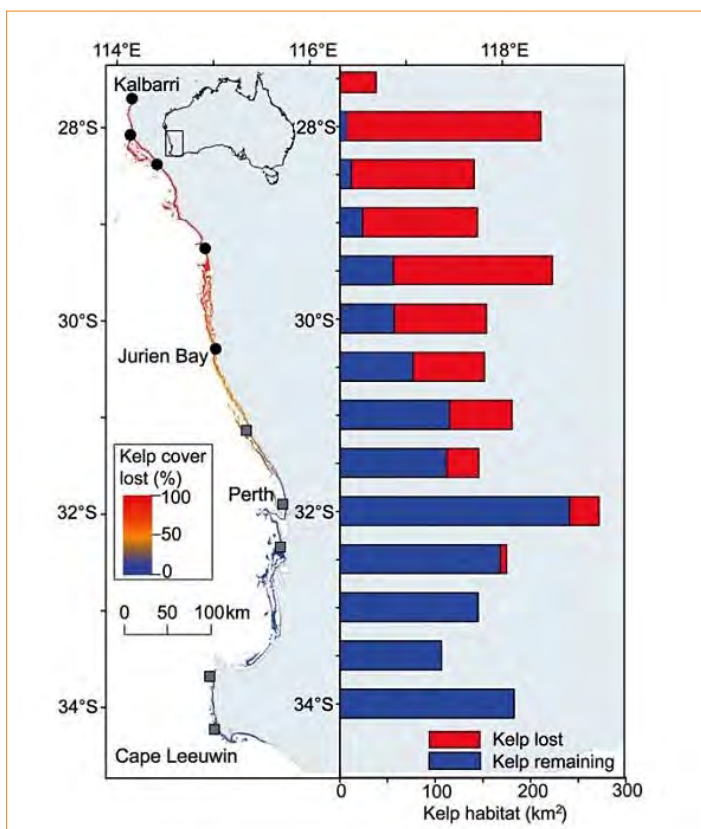 114°E 116°E 118°E
Kalbarri
28°S 28°S
30°S 30°S
Jurien Bay
Kelp cover
lost (%)
100
50
0
Perth
32°S 32°S
0 50 100km
34°S 34°S
Kelp lost
Kelp remaining
Cape Leeuwin
0 100 200 300
Kelp habitat (km²)